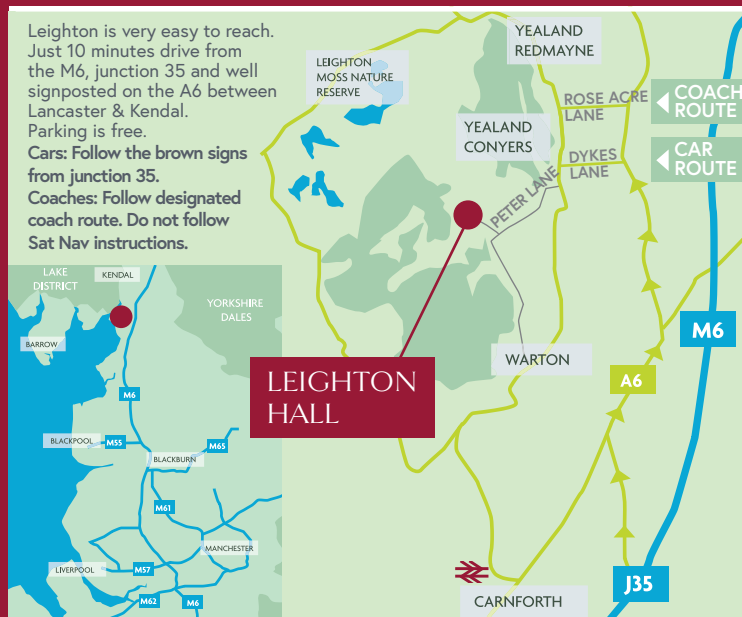 Leighton is very easy to reach.
Just 10 minutes drive from
the M6, junction 35 and well
signposted on the A6 between
Lancaster & Kendal.
Parking is free.
Cars: Follow the brown signs
from junction 35.
Coaches: Follow designated
coach route. Do not follow
Sat Nav instructions.
LEIGHTON
MOSS NATURE
RESERVE
YEALAND
REDMAYNE
ROSE ACRE
LANE
COACH
ROUTE
YEALAND
CONYERS
DYKES
LANE
CAR
ROUTE
PETER LANE
M6
WARTON
A6
LEIGHTON
HALL
J35
CARNFORTH
LAKE
DISTRICT
KENDAL
YORKSHIRE
DALES
BARROW
M6
BLACKPOOL
M55
M65
BLACKBURN
M61
MANCHESTER
LIVERPOOL
M57
M62
M6